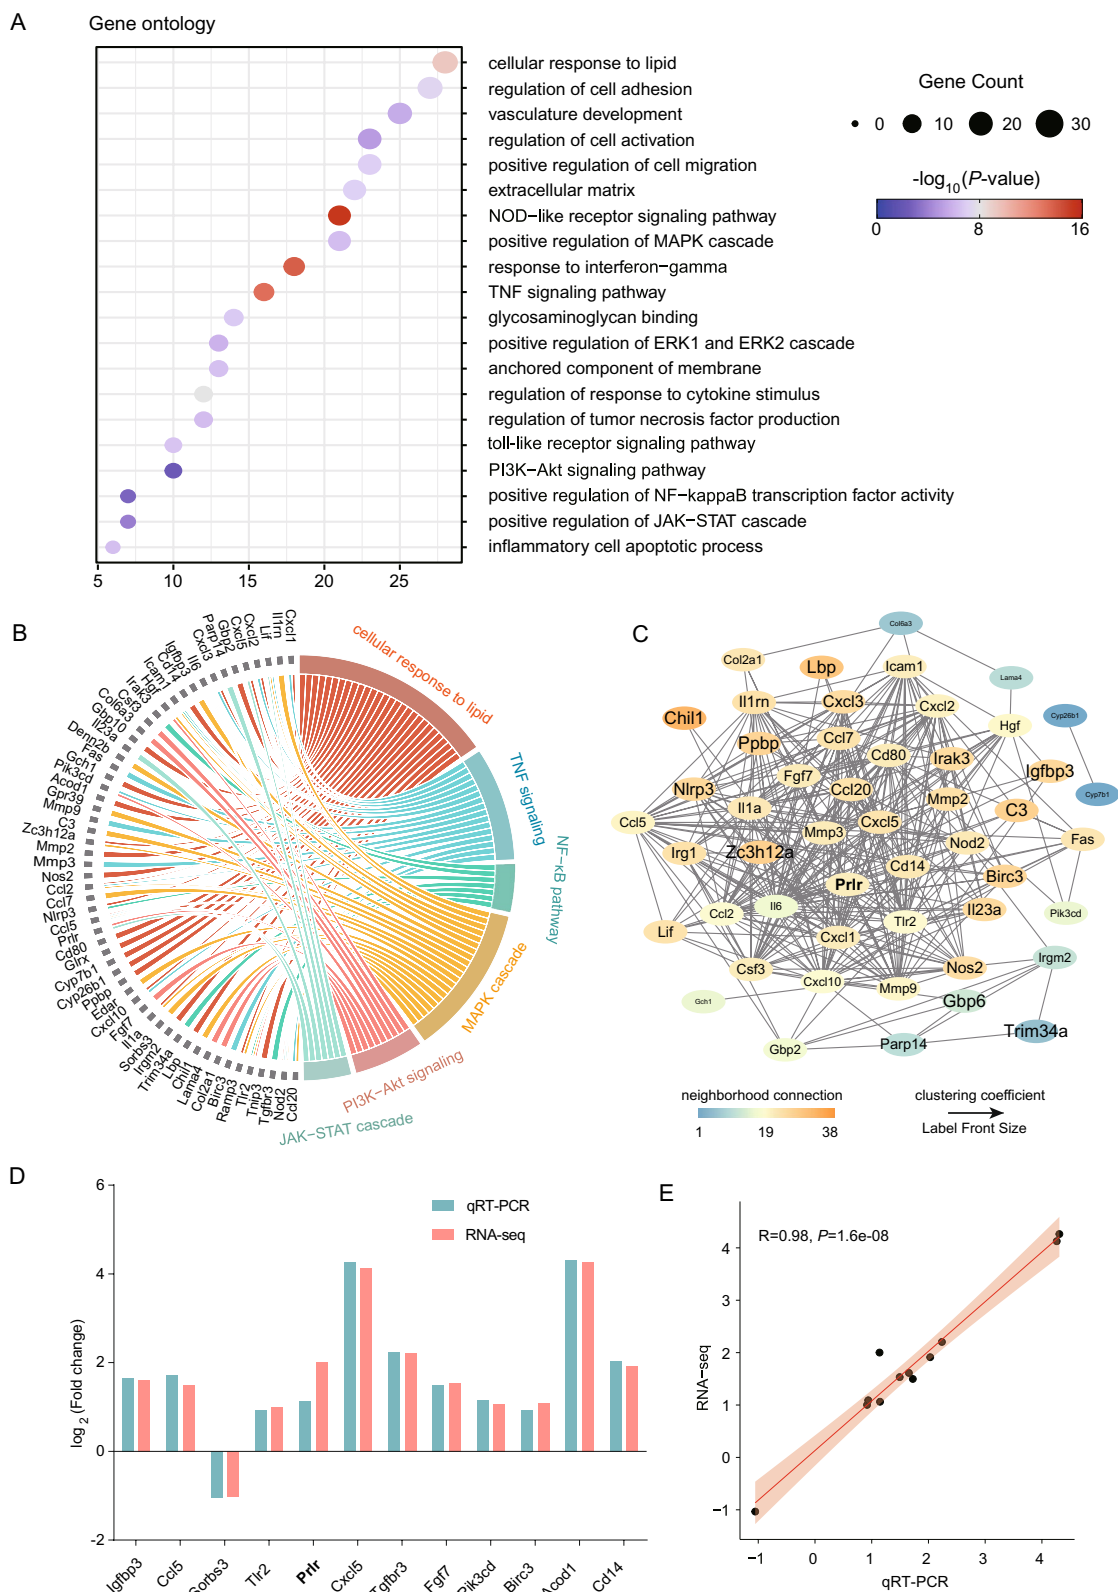 A
Gene ontology
cellular response to lipid
regulation of cell adhesion
vasculature development
regulation of cell activation
positive regulation of cell migration
extracellular matrix
NOD-like receptor signaling pathway
positive regulation of MAPK cascade
response to interferon-gamma
TNF signaling pathway
glycosaminoglycan binding
positive regulation of ERK1 and ERK2 cascade
anchored component of membrane
regulation of response to cytokine stimulus
regulation of tumor necrosis factor production
toll-like receptor signaling pathway
PI3K-Akt signaling pathway
positive regulation of NF-kappaB transcription factor activity
positive regulation of JAK-STAT cascade
inflammatory cell apoptotic process
5 10 15 20 25
Gene Count
0 10 20 30
-log10(P-value)
0 8 16
B
Cxcl1
Il1rn
Lif
Cxcl2
Cxcl5
Gbp2
Parp14
Cxcl3
Il6
Igfbp3
Cd14
Icam1
Hgf
Irak3
Csf3
Col6a3
Gbp10
Il23a
Denn2b
Fas
Gch1
Pik3cd
Acod1
Gpr39
Mmp9
C3
Zc3h12a
Mmp2
Mmp3
Nos2
Ccl2
Ccl7
Nlrp3
Ccl5
Prlr
Cd80
Glrx
Cyp7b1
Cyp26b1
Ppbp
Edar
Cxcl10
Fgf7
Il1a
Sorbs3
Irgm2
Trim34a
Lbp
Chil1
Lama4
Col2a1
Birc3
Ramp3
Tlr2
Tnip3
Tgfbr3
Nod2
Ccl20
cellular response to lipid
TNF signaling
NF-κB pathway
MAPK cascade
PI3K-Akt signaling
JAK-STAT cascade
C
Col6a3
Col2a1
Lbp
Icam1
Lama4
Il1rn
Cxcl3
Cxcl2
Chil1
Hgf
Cyp26b1
Ccl7
Ppbp
Cd80
Irak3
Igfbp3
Nlrp3
Fgf7
Ccl20
Cyp7b1
Il1a
Mmp2
C3
Ccl5
Cxcl5
Mmp3
Nod2
Fas
Irg1
Zc3h12a
Cd14
Birc3
Prlr
Ccl2
Il6
Il23a
Pik3cd
Tlr2
Lif
Cxcl1
Irgm2
Csf3
Nos2
Cxcl10
Mmp9
Gch1
Gbp6
Trim34a
Gbp2
Parp14
neighborhood connection
1 19 38
clustering coefficient
Label Front Size
D
log 2 (Fold change)
6
4
2
0
-2
qRT-PCR
RNA-seq
Igfbp3 Ccl5 Sorbs3 Tlr2 Prlr Cxcl5 Tgfbr3 Fgf7 Pik3cd Birc3 Acod1 Cd14
E
R=0.98, P=1.6e-08
RNA-seq
4
3
2
1
0
-1
-1 0 1 2 3 4
qRT-PCR